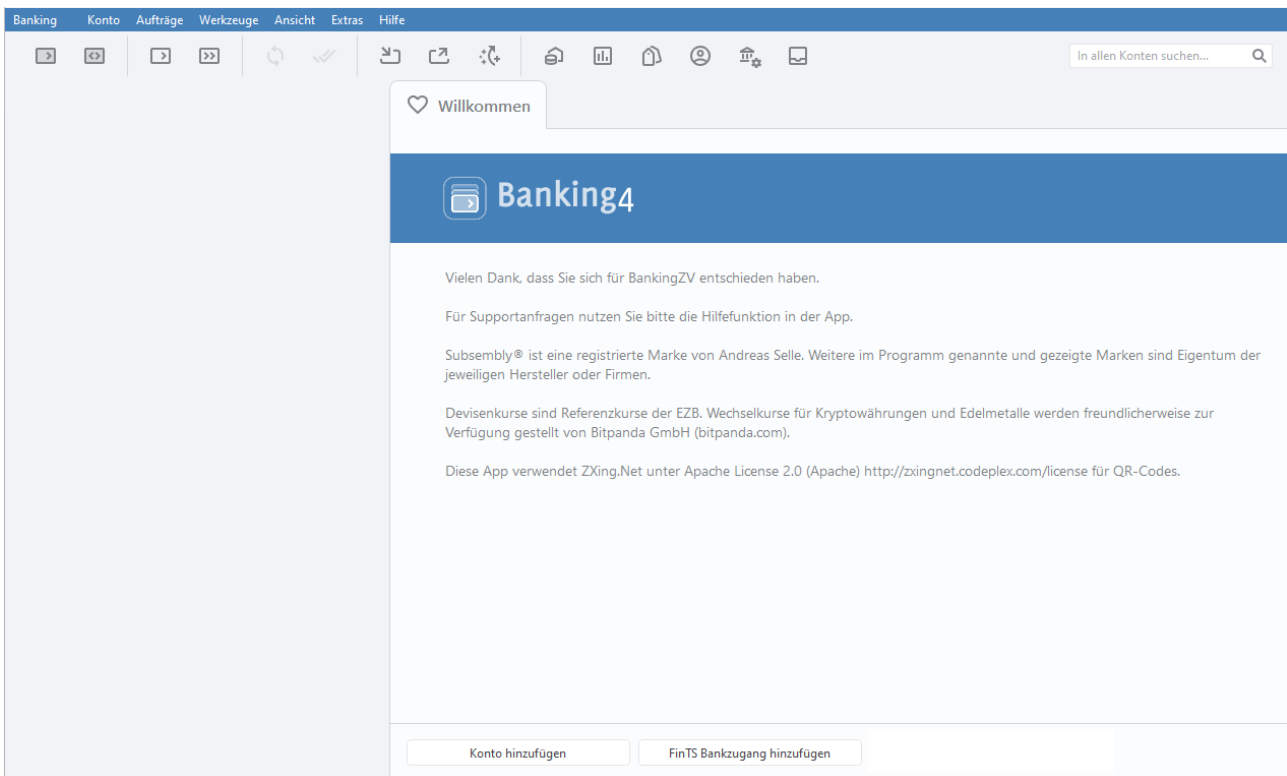 Banking Konto Aufträge Werkzeuge Ansicht Extras Hilfe
In allen Konten suchen...
Willkommen
Banking4
Vielen Dank, dass Sie sich für BankingZV entschieden haben.
Für Supportanfragen nutzen Sie bitte die Hilfefunktion in der App.
Subsembly® ist eine registrierte Marke von Andreas Selle. Weitere im Programm genannte und gezeigte Marken sind Eigentum der
jeweiligen Hersteller oder Firmen.
Devisenkurse sind Referenzkurse der EZB. Wechselkurse für Kryptowährungen und Edelmetalle werden freundlicherweise zur
Verfügung gestellt von Bitpanda GmbH (bitpanda.com).
Diese App verwendet ZXing.Net unter Apache License 2.0 (Apache) http://zxingnet.codeplex.com/license für QR-Codes.
Konto hinzufügen FinTS Bankzugang hinzufügen